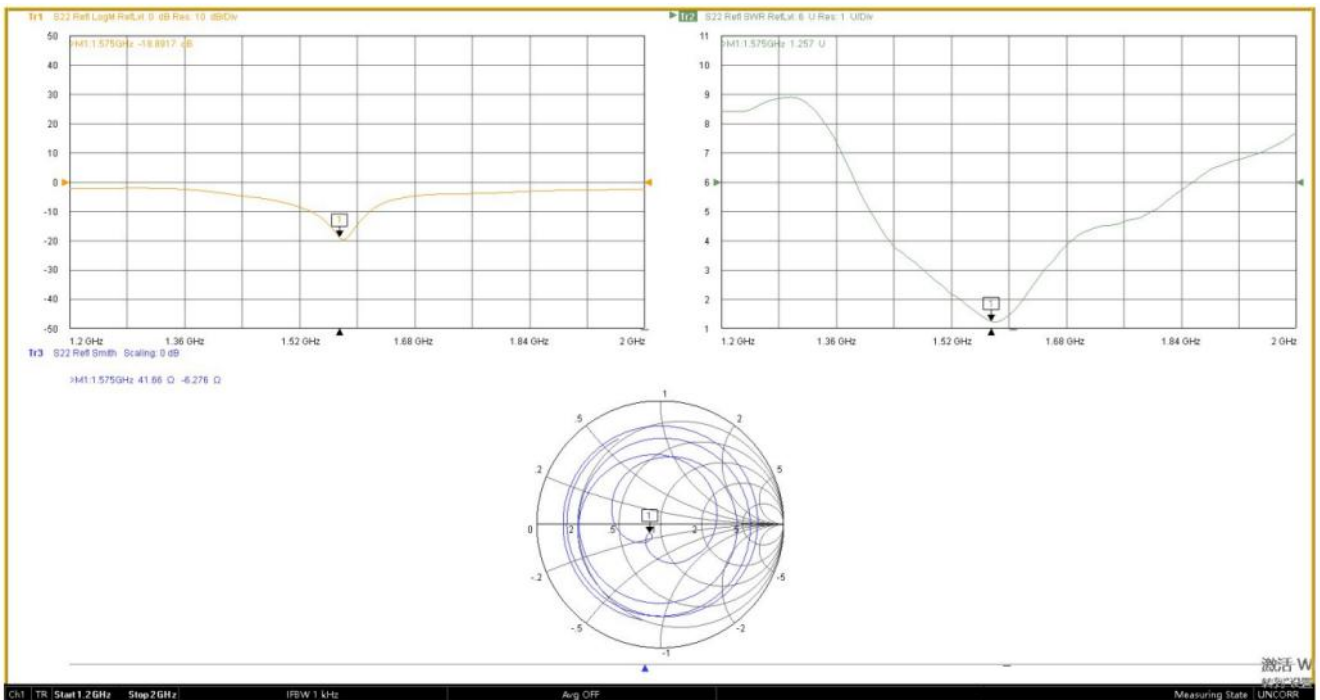 Tr1 S22 Refl LogM RefLvl: 0 dB Res: 10 dB/Div
>M1:1.575GHz -18.8917 dB
50
40
30
20
10
0
-10
-20
-30
-40
-50
1
1.2 GHz 1.36 GHz 1.52 GHz 1.68 GHz 1.84 GHz 2 GHz
Tr2 S22 Refl SWR RefLvl: 6 U Res: 1 U/Div
>M1:1.575GHz 1.257 U
11
10
9
8
7
6
5
4
3
2
1
1
1.2 GHz 1.36 GHz 1.52 GHz 1.68 GHz 1.84 GHz 2 GHz
Tr3 S22 Refl Smith Scaling: 0 dB
>M1:1.575GHz 41.66 Ω -6.276 Ω
1
.5 2
.2 5
1
0 .2 .5 2 5
-.2 -5
-.5 -2
-1
激活 W
Ch1 TR Start 1.2 GHz Stop 2 GHz IFBW 1 kHz Avg OFF Measuring State UNCORR